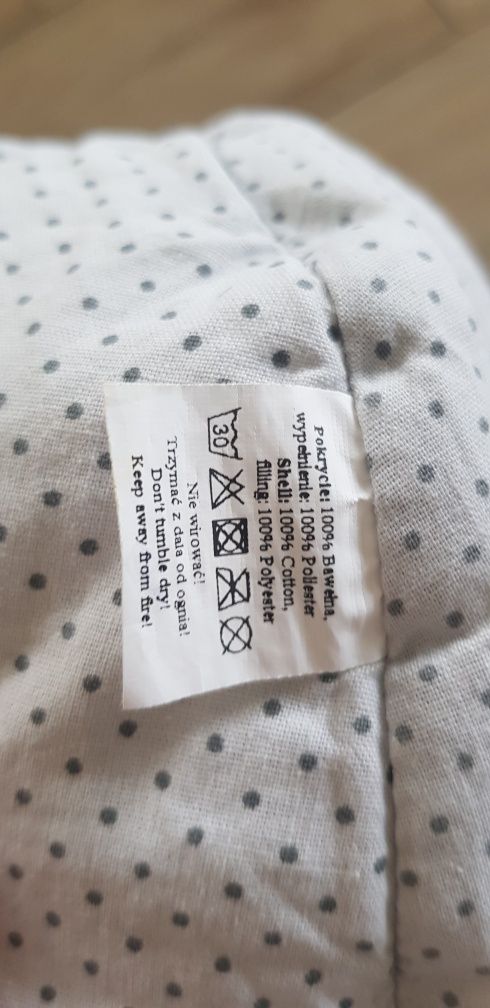 Pokrycie: 100% Bawełna,
wypełnienie: 100% Poliester
Shell: 100% Cotton,
filling: 100% Polyester
30
Nie wirować!
Trzymać z dala od ognia!
Don't tumble dry!
Keep away from fire!